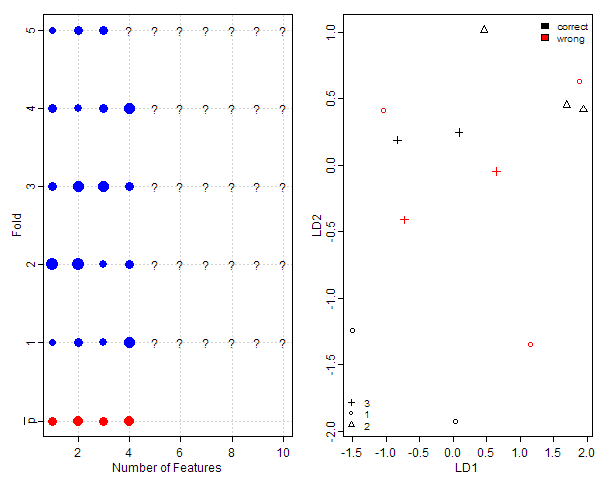 5 ? ? ? ? ? ? ?
4 ? ? ? ? ? ?
3 ? ? ? ? ? ?
2 ? ? ? ? ? ?
1 ? ? ? ? ? ?
p̅
Fold
2 4 6 8 10
Number of Features
correct
wrong
1.0
0.5
0.0
-0.5
-1.0
-1.5
-2.0
LD2
3
1
2
-1.5 -1.0 -0.5 0.0 0.5 1.0 1.5 2.0
LD1